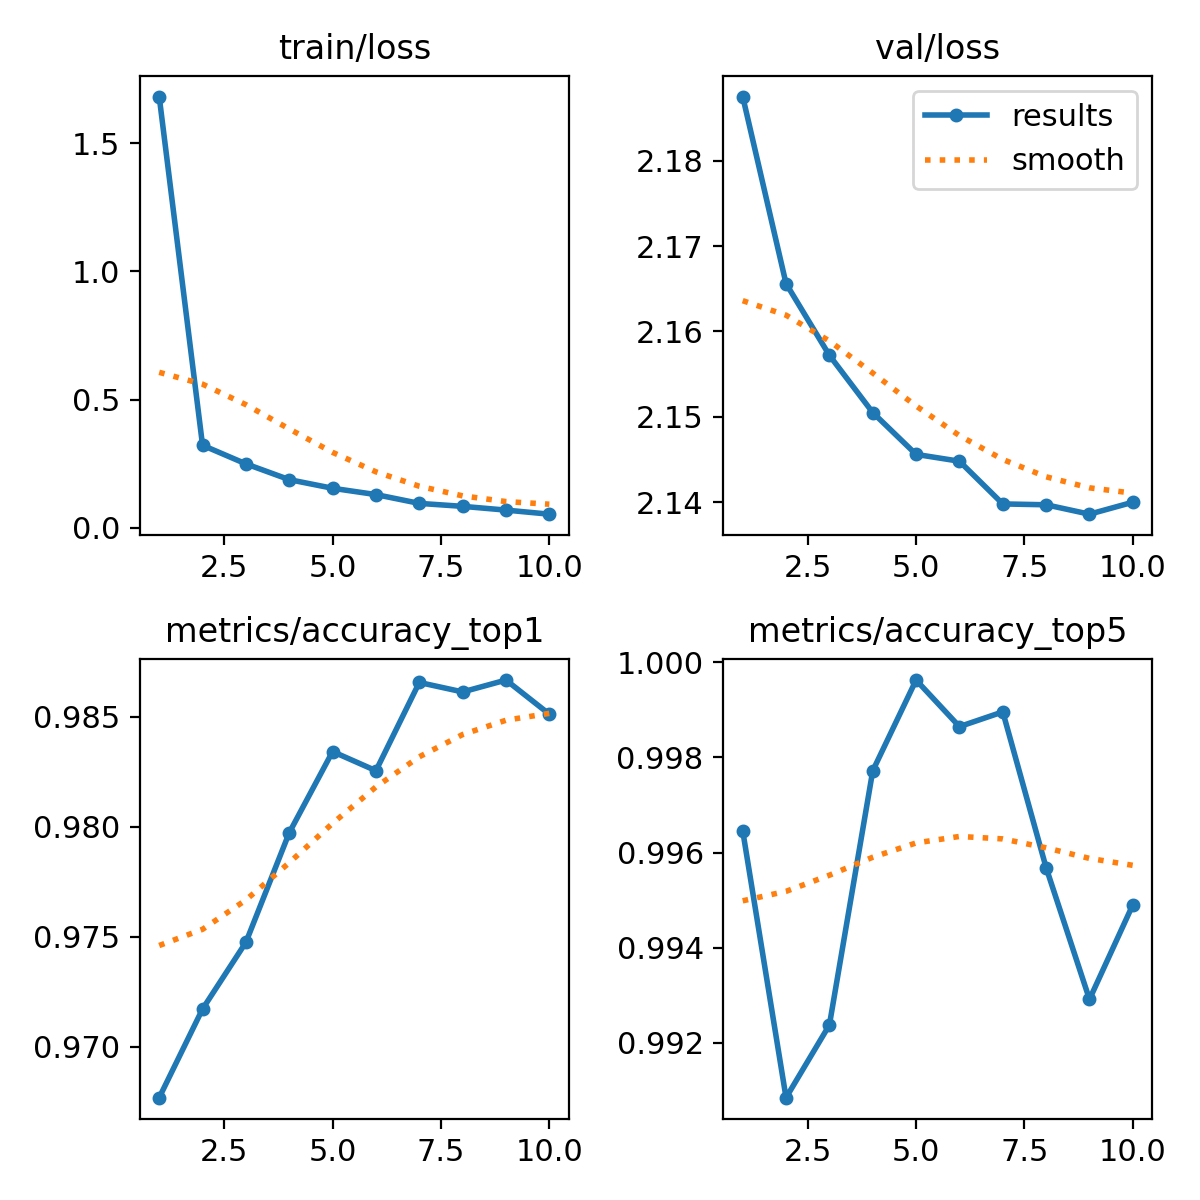 train/loss
val/loss
1.5
1.0
0.5
0.0
2.5 5.0 7.5 10.0
results
smooth
2.18
2.17
2.16
2.15
2.14
2.5 5.0 7.5 10.0
metrics/accuracy_top1
metrics/accuracy_top5
0.985
0.980
0.975
0.970
2.5 5.0 7.5 10.0
1.000
0.998
0.996
0.994
0.992
2.5 5.0 7.5 10.0